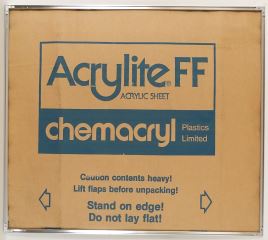 Acrylite® FF
ACRYLIC SHEET
chemacryl Plastics Limited
Caution contents heavy!
Lift flaps before unpacking!
Stand on edge!
Do not lay flat!